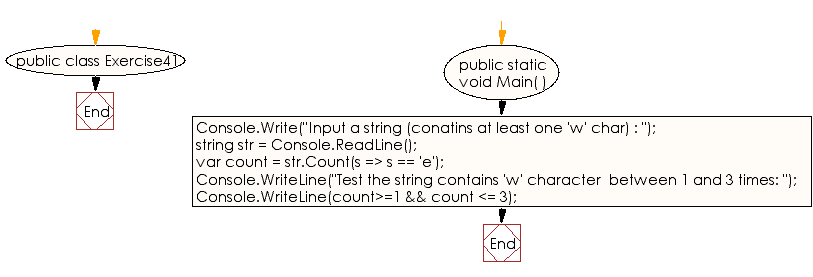 public class Exercise41
End
public static
void Main( )
Console.Write("Input a string (conatins at least one 'w' char) : ");
string str = Console.ReadLine();
var count = str.Count(s => s == 'e');
Console.WriteLine("Test the string contains 'w' character  between 1 and 3 times: ");
Console.WriteLine(count>=1 && count <= 3);
End